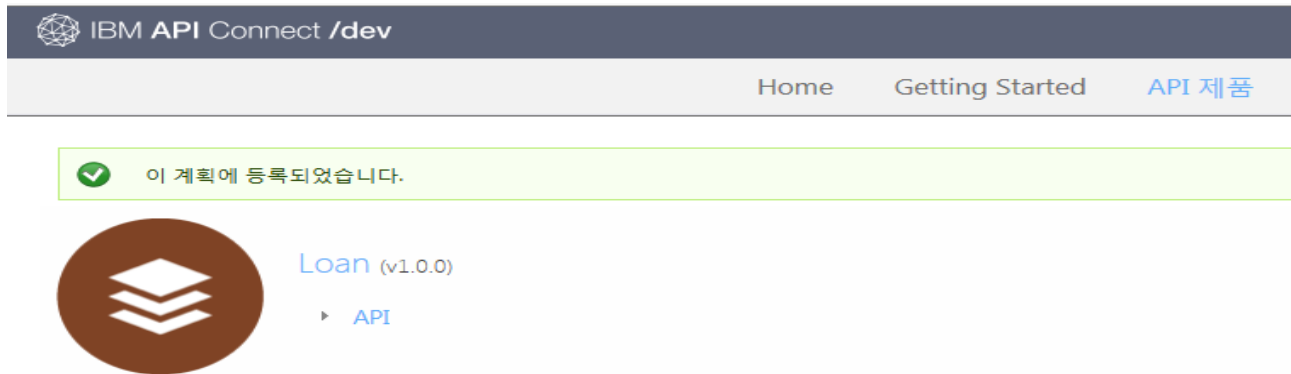 IBM API Connect /dev
Home Getting Started API 제품
이 계획에 등록되었습니다.
Loan (v1.0.0)
API